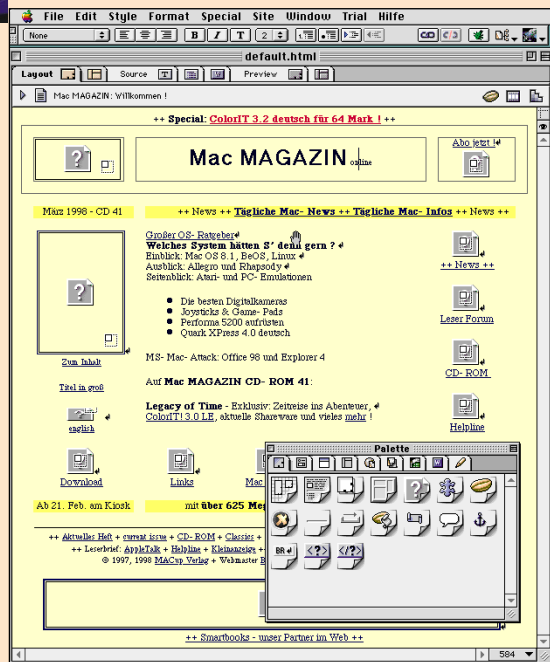 File Edit Style Format Special Site Window Trial Hilfe
None B I T 2
default.html
Layout Source T Preview
Mac MAGAZIN: Willkommen !
++ Special: ColorIT 3.2 deutsch für 64 Mark ! ++
Mac MAGAZIN online
Abo jetzt !
März 1998 - CD 41
++ News ++ Tägliche Mac- News ++ Tägliche Mac- Infos ++ News ++
Großer OS- Ratgeber
Welches System hätten S' denn gern ?
Einblick: Mac OS 8.1, BeOS, Linux
Ausblick: Allegro und Rhapsody
Seitenblick: Atari- und PC- Emulationen
++ News ++
Die besten Digitalkameras
Joysticks & Game- Pads
Performa 5200 aufrüsten
Quark XPress 4.0 deutsch
Leser Forum
Zum Inhalt
MS- Mac- Attack: Office 98 und Explorer 4
CD- ROM
Titel in groß
Auf Mac MAGAZIN CD- ROM 41:
Legacy of Time - Exklusiv: Zeitreise ins Abenteuer,
ColorIT! 3.0 LE, aktuelle Shareware und vieles mehr !
english
Helpline
Palette
Download
Links
Mac
Ab 21. Feb. am Kiosk
mit über 625 Meg
++ Aktuelles Heft + current issue + CD- ROM + Classics +
++ Leserbrief: AppleTalk + Helpline + Kleinanzeige ++
© 1997, 1998 MACup Verlag + Webmaster
BR <?> </?>
++ Smartbooks - unser Partner im Web ++
584